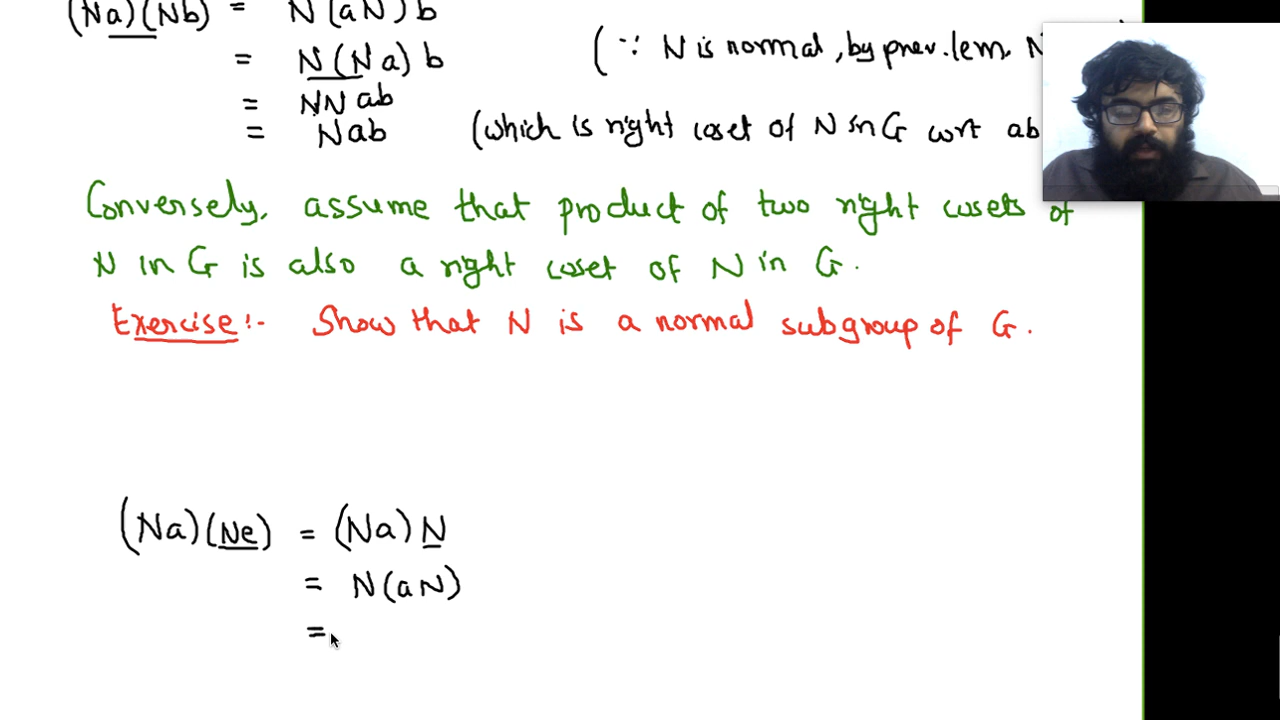 (Na)(Nb) = N(aN)b
= N(Na)b (∵ N is normal, by prev. lem. N
= NNab
= Nab (which is right coset of N in G wrt ab
Conversely, assume that product of two right cosets of
N in G is also a right coset of N in G.
Exercise:- Show that N is a normal subgroup of G.
(Na)(Ne) = (Na)N
= N(aN)
=